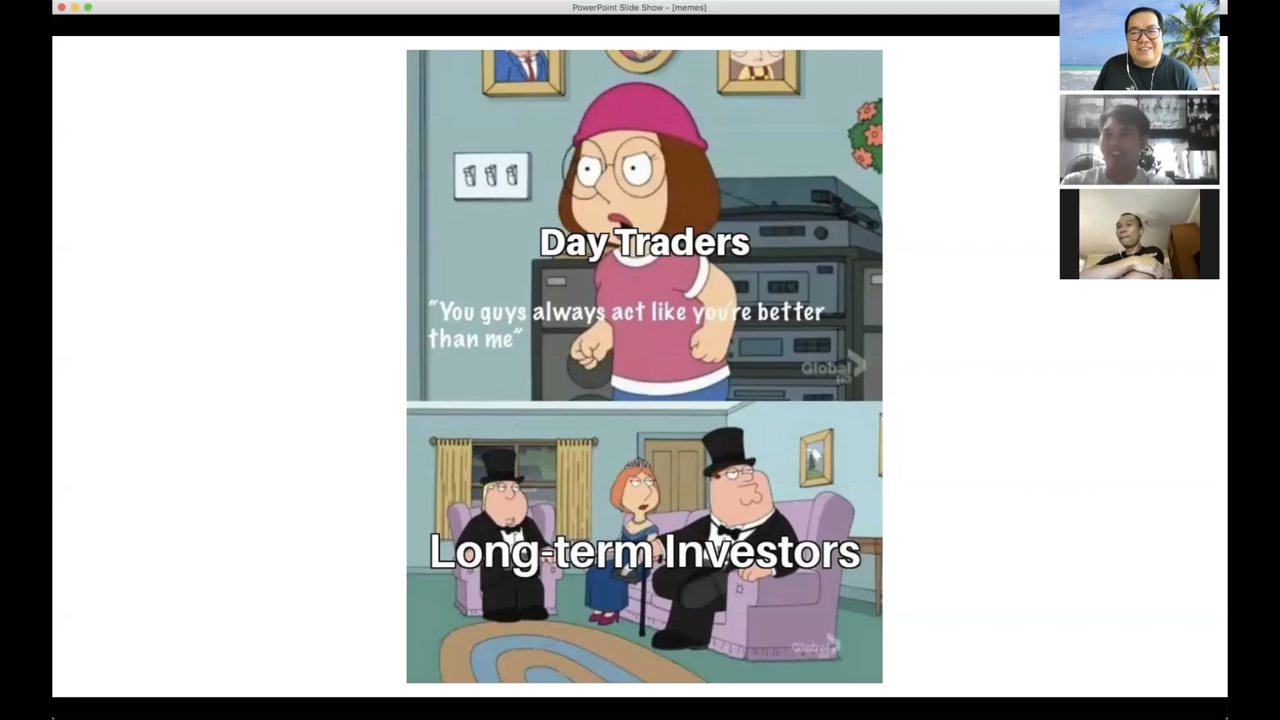 PowerPoint Slide Show - [memes]
Day Traders
"You guys always act like you're better
than me"
Global
HD
Long-term Investors
Global